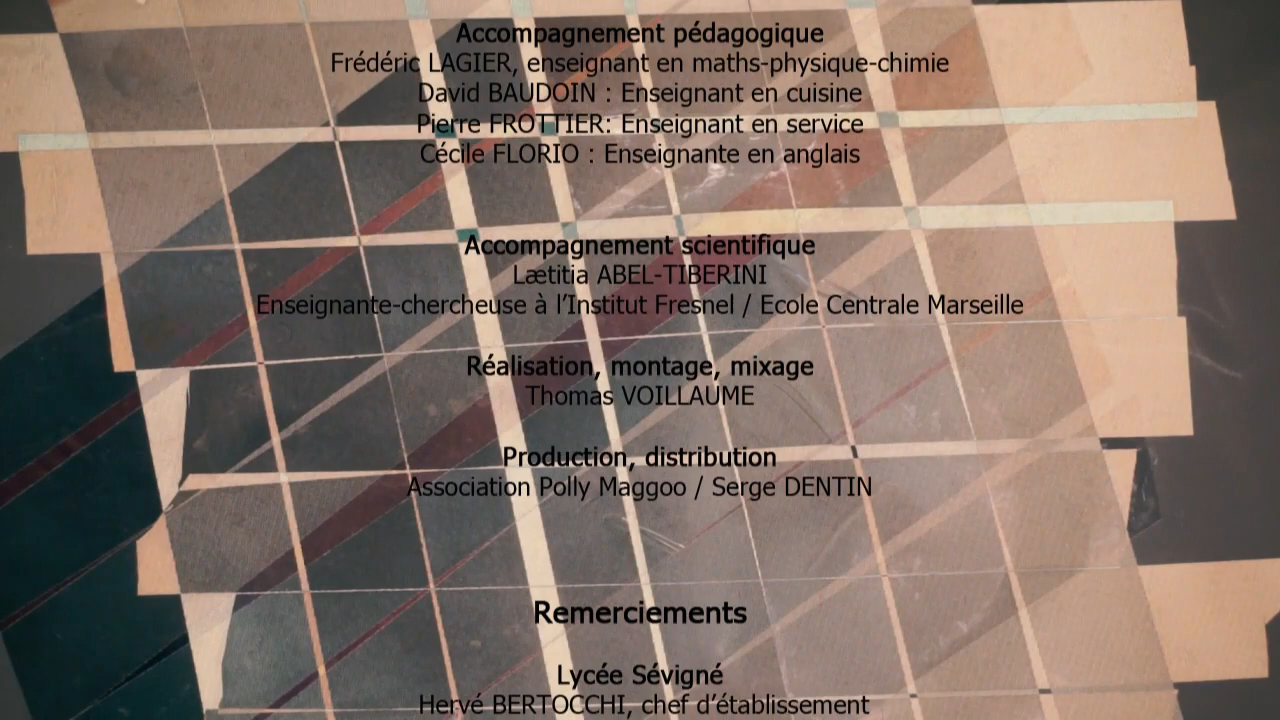 Accompagnement pédagogique
Frédéric LAGIER, enseignant en maths-physique-chimie
David BAUDOIN : Enseignant en cuisine
Pierre FROTTIER: Enseignant en service
Cécile FLORIO : Enseignante en anglais
Accompagnement scientifique
Lætitia ABEL-TIBERINI
Enseignante-chercheuse à l’Institut Fresnel / Ecole Centrale Marseille
Réalisation, montage, mixage
Thomas VOILLAUME
Production, distribution
Association Polly Maggoo / Serge DENTIN
Remerciements
Lycée Sévigné
Hervé BERTOCCHI, chef d’établissement